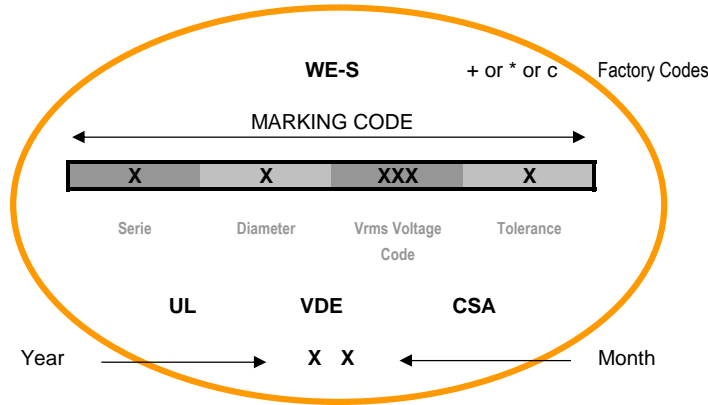 WE-S + or * or c Factory Codes
MARKING CODE
X X XXX X
Serie Diameter Vrms Voltage Tolerance
Code
UL VDE CSA
Year X X Month